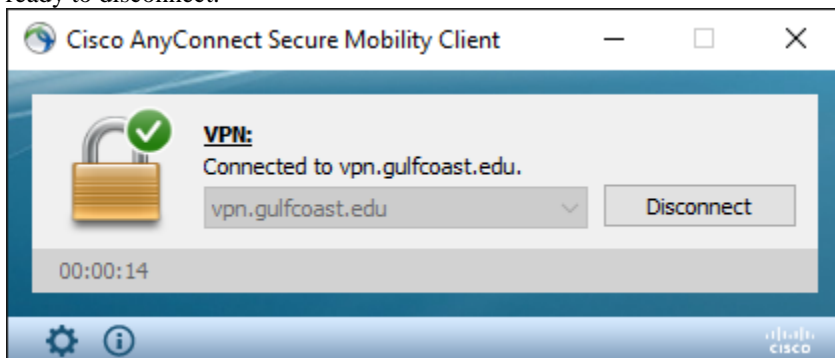 ready to disconnect.
Cisco AnyConnect Secure Mobility Client
VPN:
Connected to vpn.gulfcoast.edu.
vpn.gulfcoast.edu
Disconnect
00:00:14
cisco